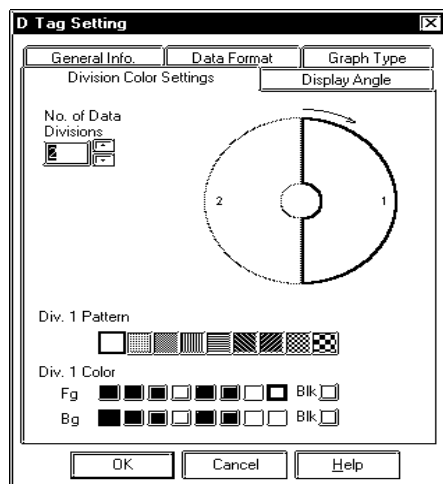 D Tag Setting
General Info. Data Format Graph Type
Division Color Settings Display Angle
No. of Data
Divisions
2
2 1
Div. 1 Pattern
Div. 1 Color
Fg Blk
Bg Blk
OK Cancel Help